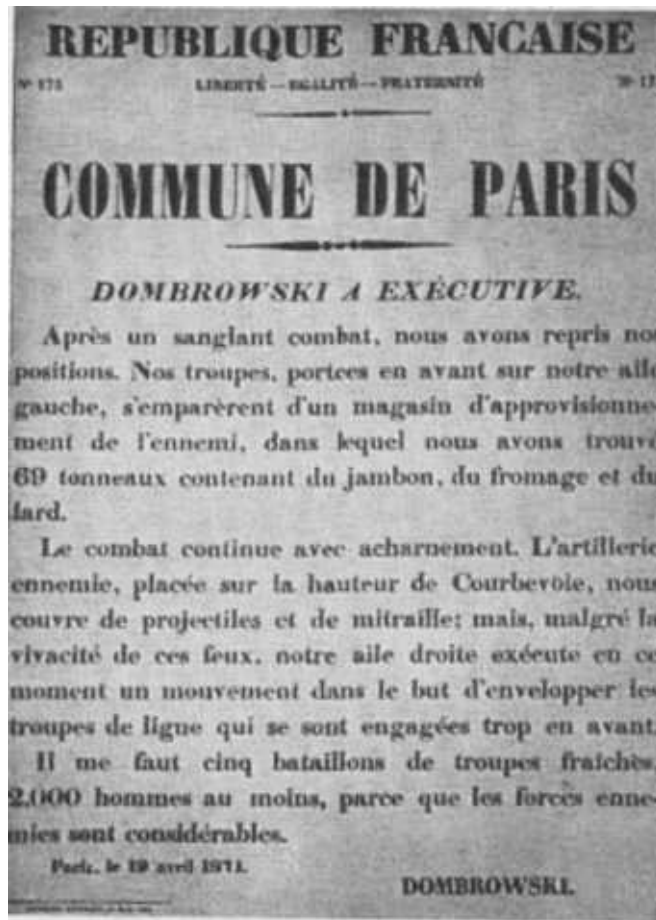 REPUBLIQUE FRANCAISE
N° 175 LIBERTÉ — EGALITÉ — FRATERNITÉ N° 17
COMMUNE DE PARIS
DOMBROWSKI A EXÉCUTIVE.
Après un sanglant combat, nous avons repris nos
positions. Nos troupes, portées en avant sur notre aile
gauche, s'emparèrent d'un magasin d'approvisionne-
ment de l'ennemi, dans lequel nous avons trouvé
69 tonneaux contenant du jambon, du fromage et du
lard.
Le combat continue avec acharnement. L'artillerie
ennemie, placée sur la hauteur de Courbevoie, nous
couvre de projectiles et de mitraille; mais, malgré la
vivacité de ces feux, notre aile droite exécute en ce
moment un mouvement dans le but d'envelopper les
troupes de ligne qui se sont engagées trop en avant.
Il me faut cinq bataillons de troupes fraîches,
2,000 hommes au moins, parce que les forces enne-
mies sont considérables.
Paris, le 19 avril 1871.
DOMBROWSKI.